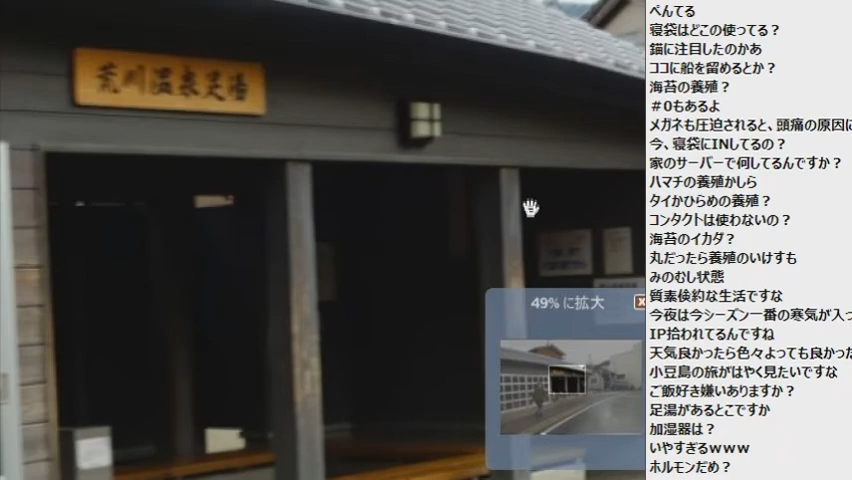 荒川温泉足湯
49% に拡大
ぺんてる
寝袋はどこの使ってる？
錨に注目したのかあ
ココに船を留めるとか？
海苔の養殖？
＃0もあるよ
メガネも圧迫されると、頭痛の原因に
今、寝袋にINしてるの？
家のサーバーで何してるんですか？
ハマチの養殖かしら
タイかひらめの養殖？
コンタクトは使わないの？
海苔のイカダ？
丸だったら養殖のいけすも
みのむし状態
質素倹約な生活ですな
今夜は今シーズン一番の寒気が入っ
IP拾われてるんですね
天気良かったら色々よっても良かった
小豆島の旅がはやく見たいですな
ご飯好き嫌いありますか？
足湯があるとこですか
加湿器は？
いやすぎるｗｗｗ
ホルモンだめ？